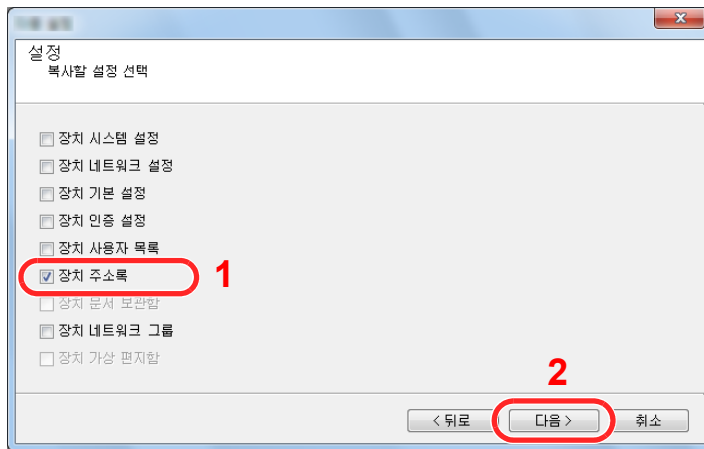 설정
복사할 설정 선택
장치 시스템 설정
장치 네트워크 설정
장치 기본 설정
장치 인증 설정
장치 사용자 목록
장치 주소록
1
장치 문서 보관함
장치 네트워크 그룹
장치 가상 편지함
2
< 뒤로
다음 >
취소